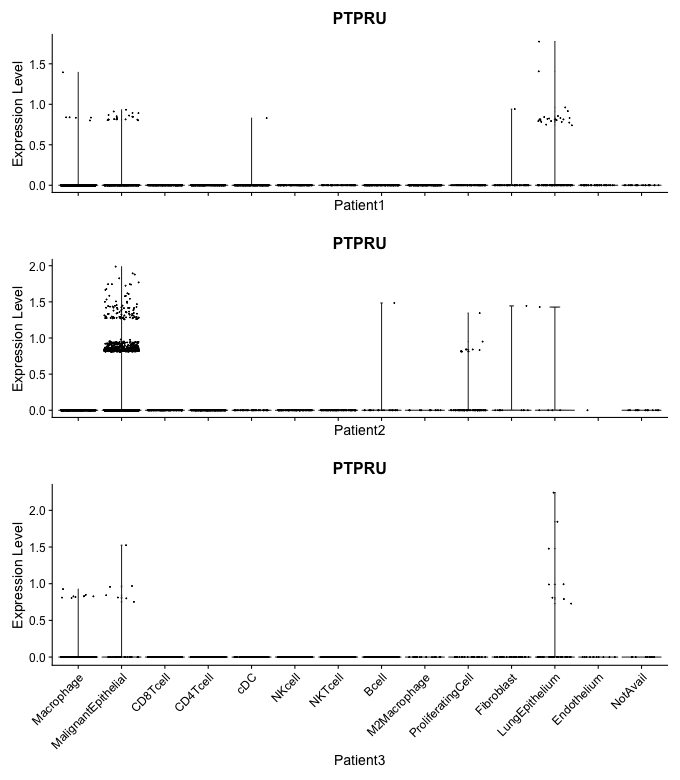 PTPRU
Expression Level
1.5
1.0
0.5
0.0
Patient1
PTPRU
Expression Level
2.0
1.5
1.0
0.5
0.0
Patient2
PTPRU
Expression Level
2.0
1.5
1.0
0.5
0.0
Macrophage
MalignantEpithelial
CD8Tcell
CD4Tcell
cDC
NKcell
NKTcell
Bcell
M2Macrophage
ProliferatingCell
Fibroblast
LungEpithelium
Endothelium
NotAvail
Patient3